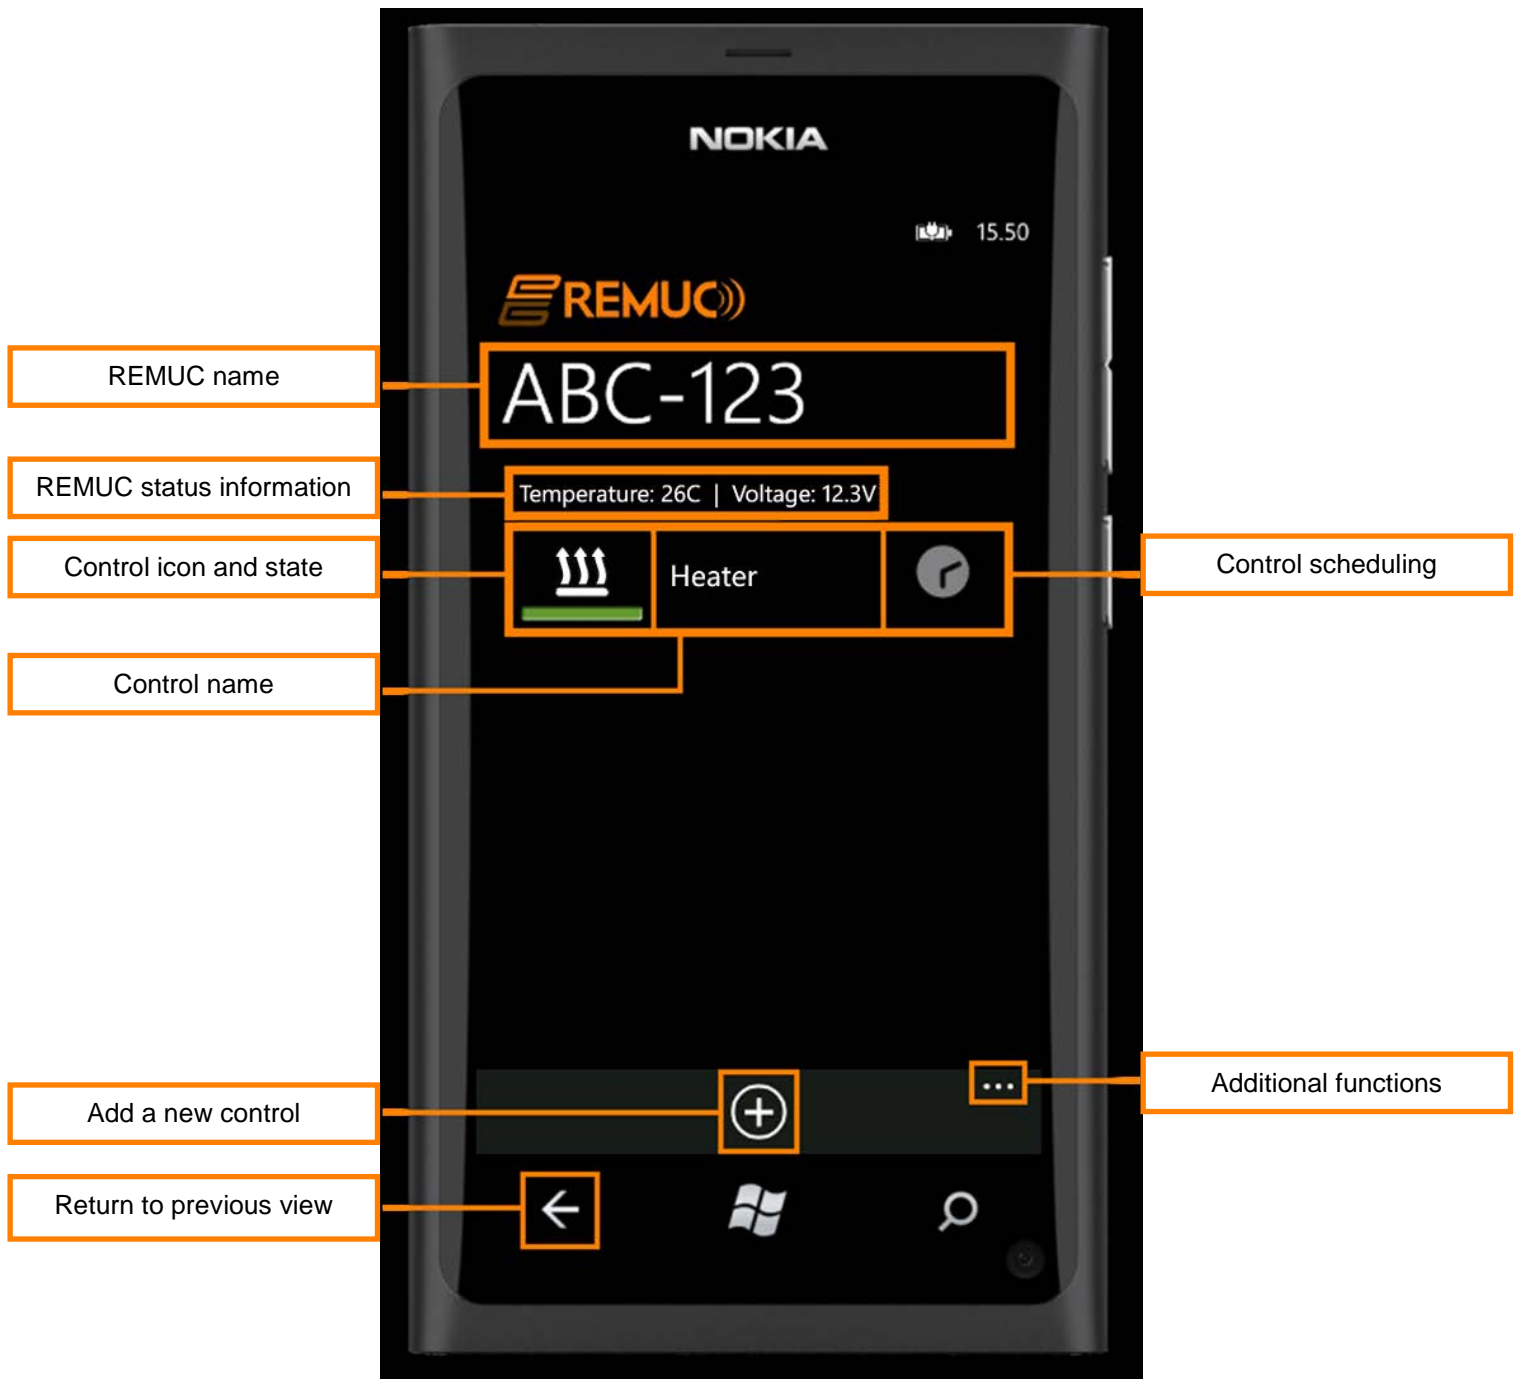 NOKIA
15.50
REMUC
REMUC name
ABC-123
REMUC status information
Temperature: 26C | Voltage: 12.3V
Control icon and state
Heater
Control scheduling
Control name
Additional functions
Add a new control
Return to previous view